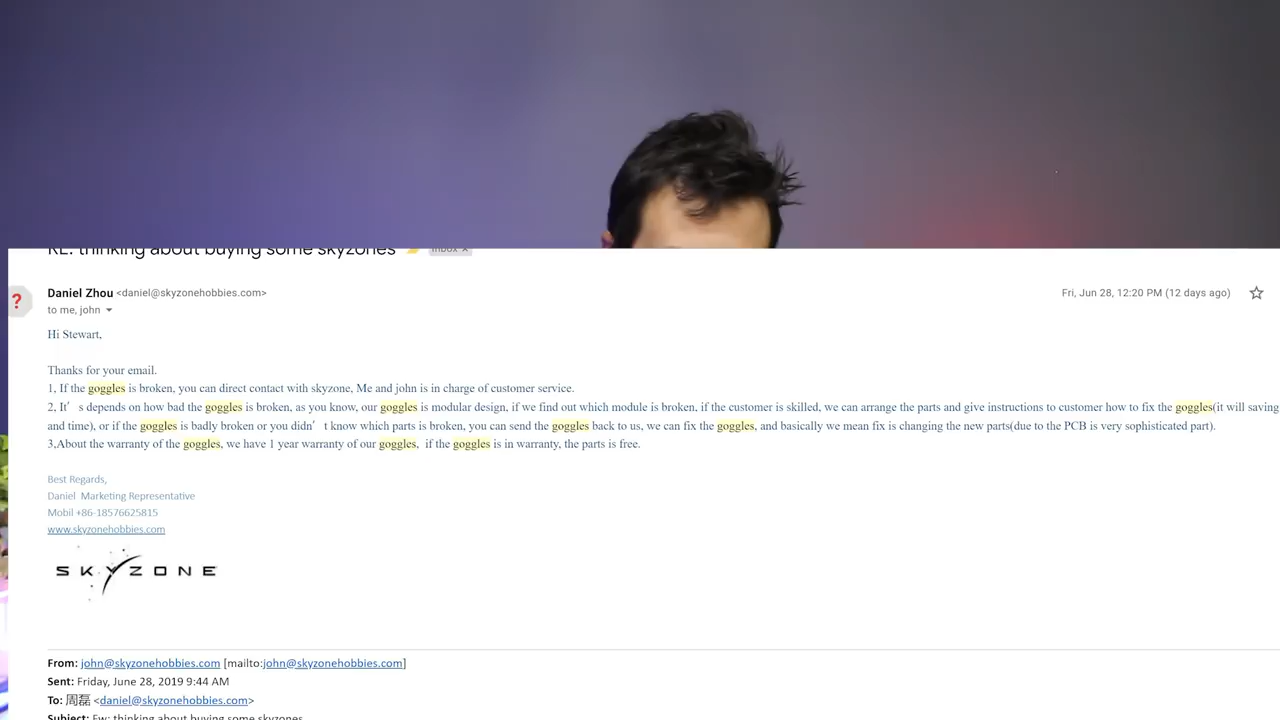 RE: thinking about buying some skyzones Inbox x
Daniel Zhou <daniel@skyzonehobbies.com> Fri, Jun 28, 12:20 PM (12 days ago)
?
to me, john
Hi Stewart,
Thanks for your email.
1, If the goggles is broken, you can direct contact with skyzone, Me and john is in charge of customer service.
2, It′s depends on how bad the goggles is broken, as you know, our goggles is modular design, if we find out which module is broken, if the customer is skilled, we can arrange the parts and give instructions to customer how to fix the goggles(it will saving
and time), or if the goggles is badly broken or you didn′t know which parts is broken, you can send the goggles back to us, we can fix the goggles, and basically we mean fix is changing the new parts(due to the PCB is very sophisticated part).
3,About the warranty of the goggles, we have 1 year warranty of our goggles, if the goggles is in warranty, the parts is free.
Best Regards,
Daniel Marketing Representative
Mobil +86-18576625815
www.skyzonehobbies.com
SKYZONE
From: john@skyzonehobbies.com [mailto:john@skyzonehobbies.com]
Sent: Friday, June 28, 2019 9:44 AM
To: 周磊 <daniel@skyzonehobbies.com>
Subject: Fw: thinking about buying some skyzones